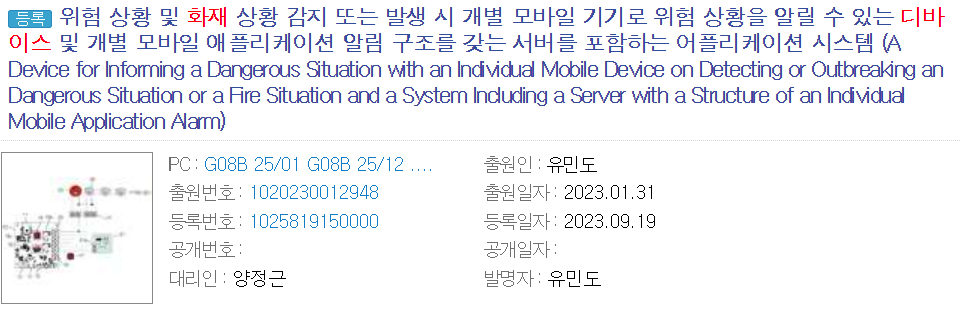 등록 위험 상황 및 화재 상황 감지 또는 발생 시 개별 모바일 기기로 위험 상황을 알릴 수 있는 디바
이스 및 개별 모바일 애플리케이션 알림 구조를 갖는 서버를 포함하는 어플리케이션 시스템 (A
Device for Informing a Dangerous Situation with an Individual Mobile Device on Detecting or Outbreaking an
Dangerous Situation or a Fire Situation and a System Including a Server with a Structure of an Individual
Mobile Application Alarm)
PC : G08B 25/01 G08B 25/12 .... 출원인 : 유민도
출원번호 : 1020230012948 출원일자 : 2023.01.31
등록번호 : 1025819150000 등록일자 : 2023.09.19
공개번호 : 공개일자 :
대리인 : 양정근 발명자 : 유민도